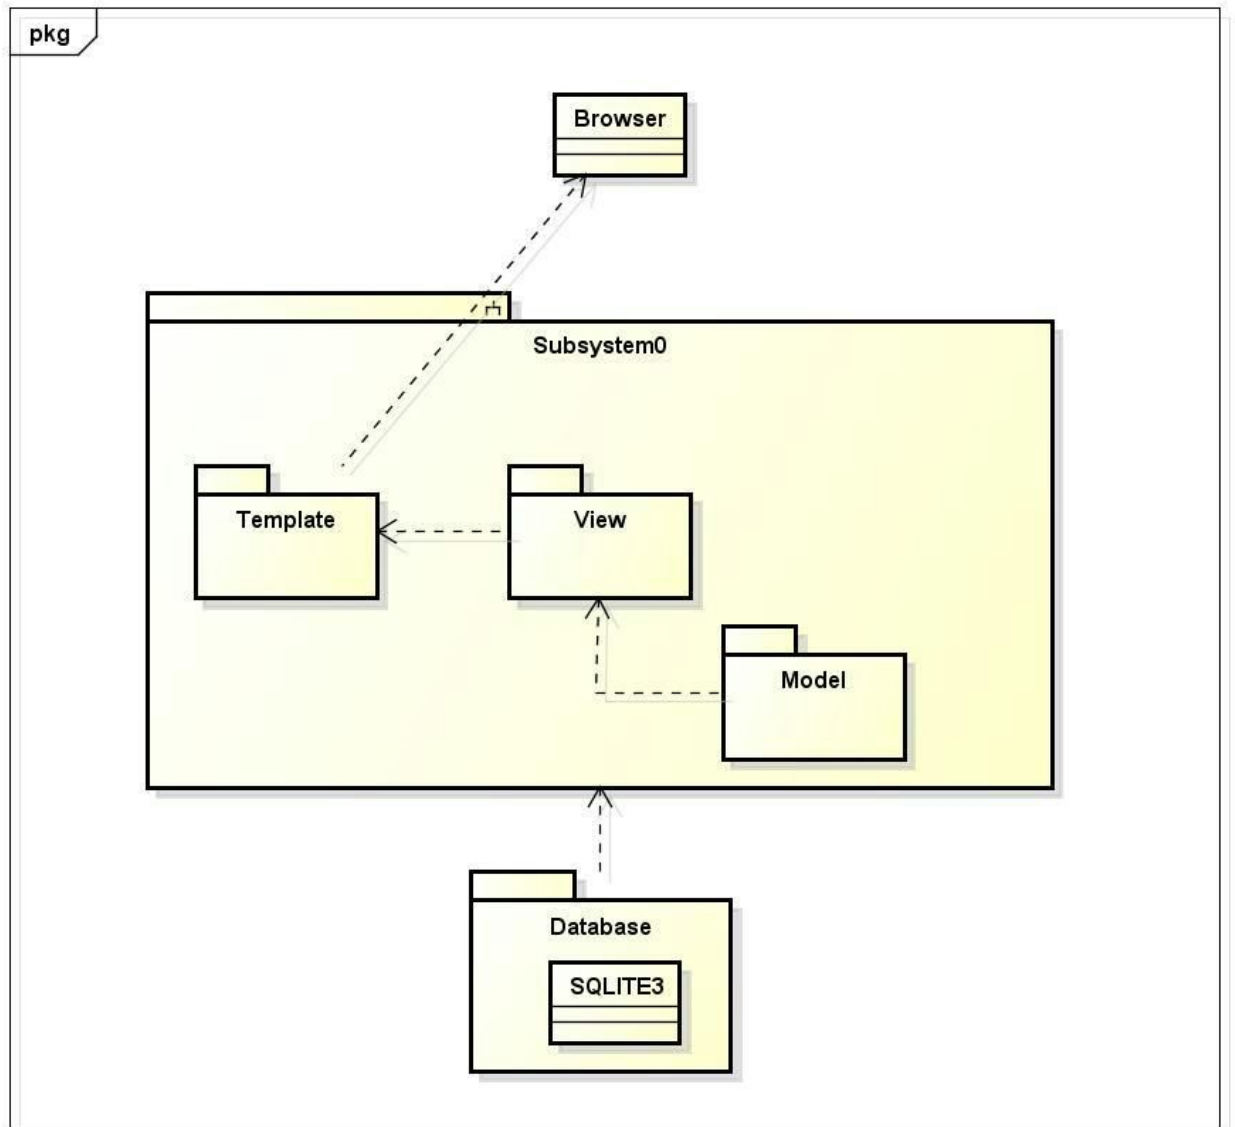 pkg
Browser
Subsystem0
Template
View
Model
Database
SQLITE3